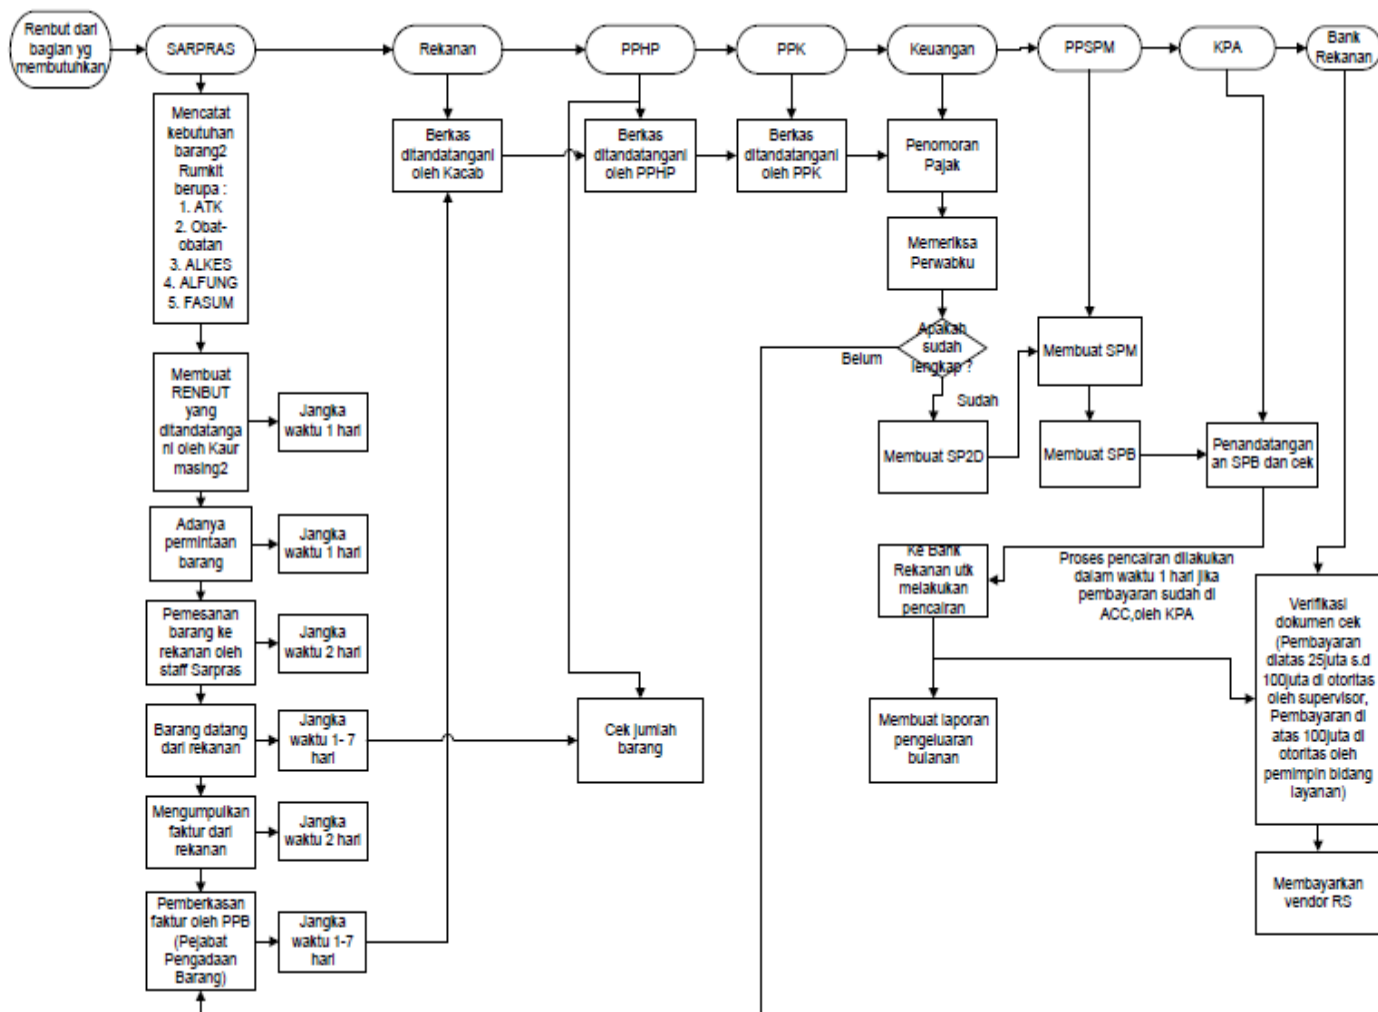 Renbut dari
bagian yg
membutuhkan
SARPRAS
Rekanan
PPHP
PPK
Keuangan
PPSPM
KPA
Bank
Rekanan
Mencatat
kebutuhan
barang2
Rumkit
berupa :
1. ATK
2. Obat-
obatan
3. ALKES
4. ALFUNG
5. FASUM
Berkas
ditandatangani
oleh Kacab
Berkas
ditandatangani
oleh PPHP
Berkas
ditandatangani
oleh PPK
Penomoran
Pajak
Memeriksa
Perwabku
Apakah
sudah
lengkap ?
Belum
Sudah
Membuat SPM
Membuat
RENBUT
yang
ditandatanga
ni oleh Kaur
masing2
Jangka
waktu 1 hari
Membuat SP2D
Membuat SPB
Penandatangan
an SPB dan cek
Adanya
permintaan
barang
Jangka
waktu 1 hari
Ke Bank
Rekanan utk
melakukan
pencairan
Proses pencairan dilakukan
dalam waktu 1 hari jika
pembayaran sudah di
ACC,oleh KPA
Verifikasi
dokumen cek
(Pembayaran
diatas 25juta s.d
100juta di otoritas
oleh supervisor,
Pembayaran di
atas 100juta di
otoritas oleh
pemimpin bidang
layanan)
Pemesanan
barang ke
rekanan oleh
staff Sarpras
Jangka
waktu 2 hari
Barang datang
dari rekanan
Jangka
waktu 1- 7
hari
Cek jumlah
barang
Membuat laporan
pengeluaran
bulanan
Mengumpulkan
faktur dari
rekanan
Jangka
waktu 2 hari
Membayarkan
vendor RS
Pemberkasan
faktur oleh PPB
(Pejabat
Pengadaan
Barang)
Jangka
waktu 1-7
hari